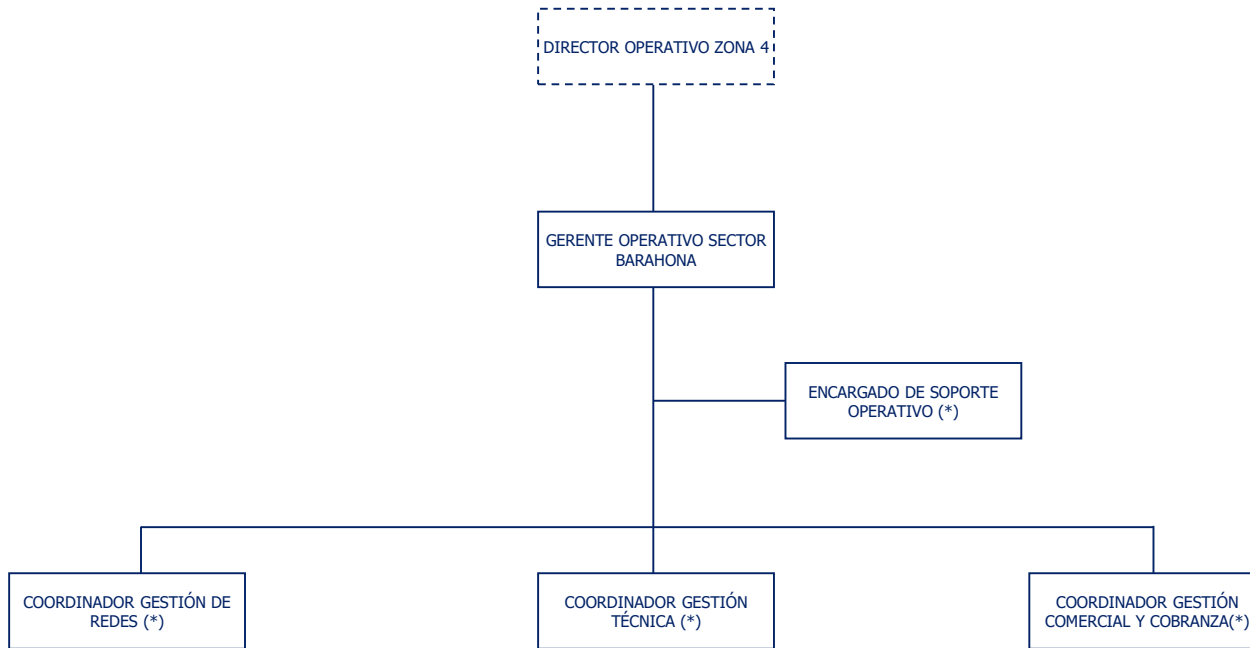 DIRECTOR OPERATIVO ZONA 4
GERENTE OPERATIVO SECTOR
BARAHONA
ENCARGADO DE SOPORTE
OPERATIVO (*)
COORDINADOR GESTIÓN DE
REDES (*)
COORDINADOR GESTIÓN
TÉCNICA (*)
COORDINADOR GESTIÓN
COMERCIAL Y COBRANZA(*)